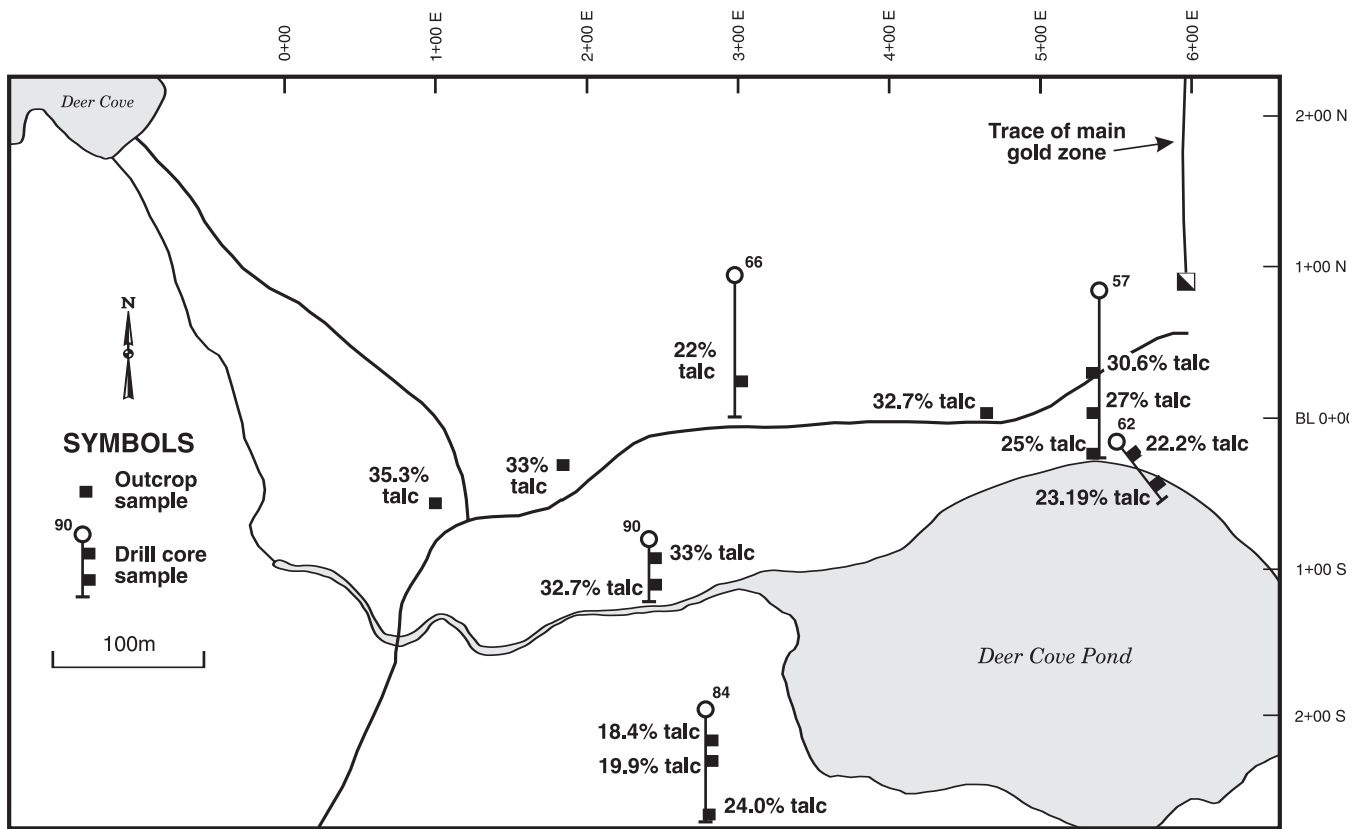 0+00
1+00 E
2+00 E
3+00 E
4+00 E
5+00 E
6+00 E
Deer Cove
2+00 N
Trace of main
gold zone
1+00 N
66
57
N
22%
talc
30.6% talc
32.7% talc
27% talc
BL 0+00
62
SYMBOLS
25% talc
22.2% talc
Outcrop
sample
35.3%
talc
33%
talc
23.19% talc
90
Drill core
sample
90
33% talc
32.7% talc
1+00 S
100m
Deer Cove Pond
84
2+00 S
18.4% talc
19.9% talc
24.0% talc